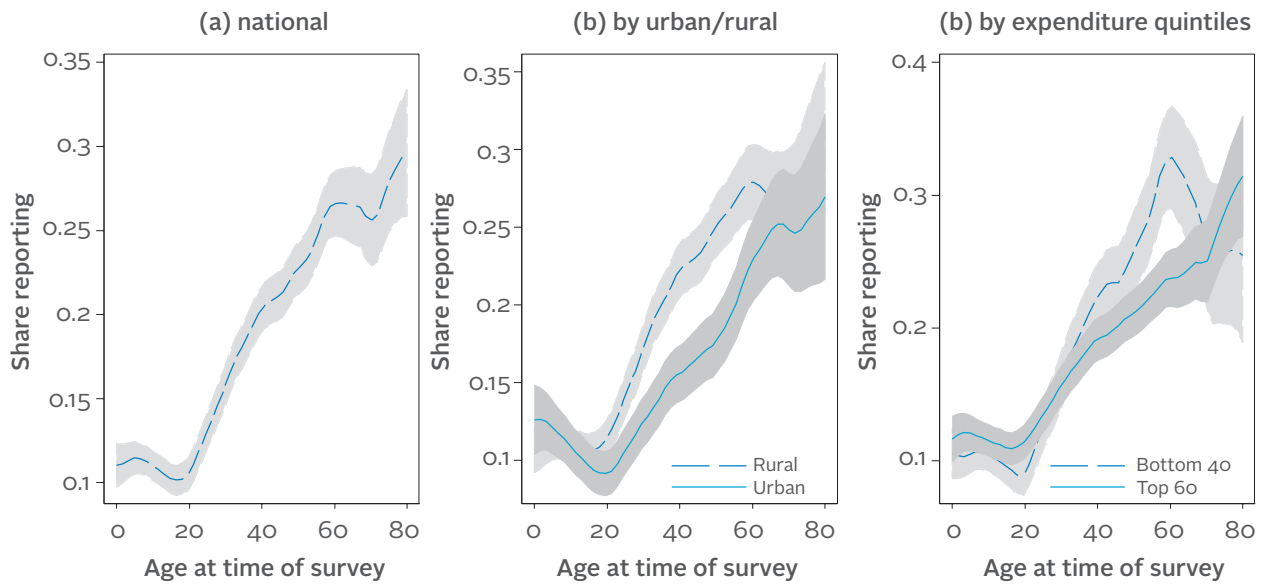 (a) national
0.35
0.3
0.25
0.2
0.15
0.1
Share reporting
0 20 40 60 80
Age at time of survey
(b) by urban/rural
0.35
0.3
0.25
0.2
0.15
0.1
Share reporting
Rural
Urban
0 20 40 60 80
Age at time of survey
(b) by expenditure quintiles
0.4
0.3
0.2
0.1
Share reporting
Bottom 40
Top 60
0 20 40 60 80
Age at time of survey